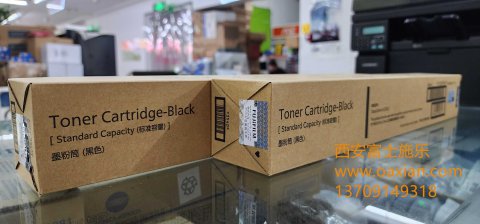 Toner Cartridge-Black
[ Standard Capacity (标准容量) ]
墨粉筒 (黑色)
Toner Cartridge-Black
[ Standard Capacity (标准容量) ]
墨粉筒 (黑色)
FUJIFILM
西安富士施乐
www.oaxian.com
13709149318